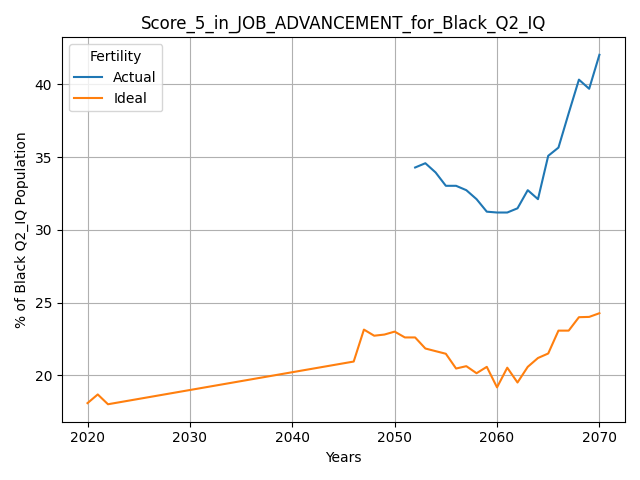 Score_5_in_JOB_ADVANCEMENT_for_Black_Q2_IQ
Fertility
Actual
Ideal
% of Black Q2_IQ Population
40
35
30
25
20
2020 2030 2040 2050 2060 2070
Years